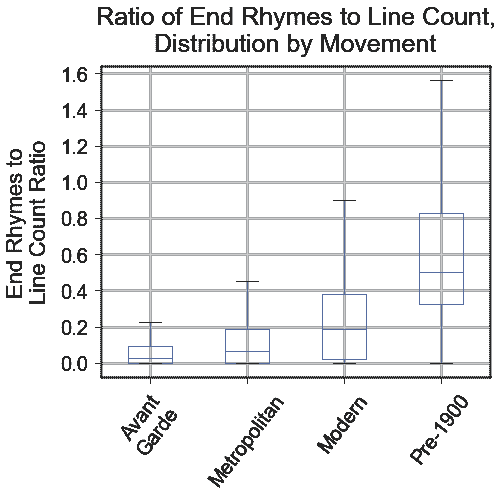 Ratio of End Rhymes to Line Count,
Distribution by Movement
End Rhymes to
Line Count Ratio
1.6
1.4
1.2
1.0
0.8
0.6
0.4
0.2
0.0
Avant
Garde
Metropolitan
Modern
Pre-1900